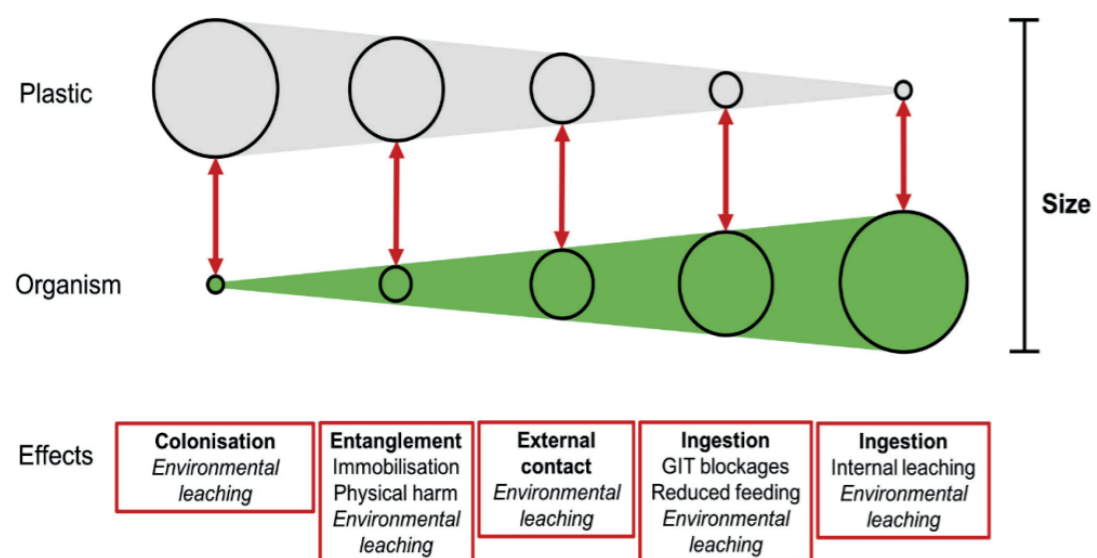 Plastic
Size
Organism
Effects
Colonisation
Environmental
leaching
Entanglement
Immobilisation
Physical harm
Environmental
leaching
External
contact
Environmental
leaching
Ingestion
GIT blockages
Reduced feeding
Environmental
leaching
Ingestion
Internal leaching
Environmental
leaching